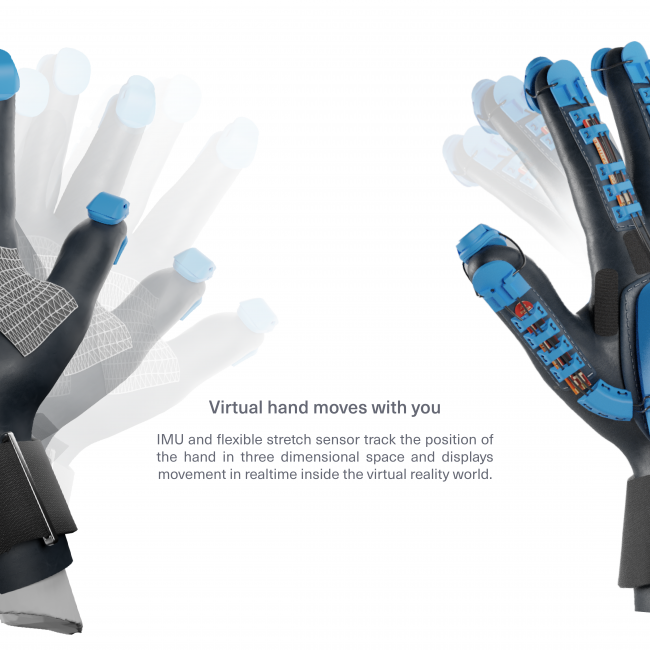 Virtual hand moves with you
IMU and flexible stretch sensor track the position of
the hand in three dimensional space and displays
movement in realtime inside the virtual reality world.